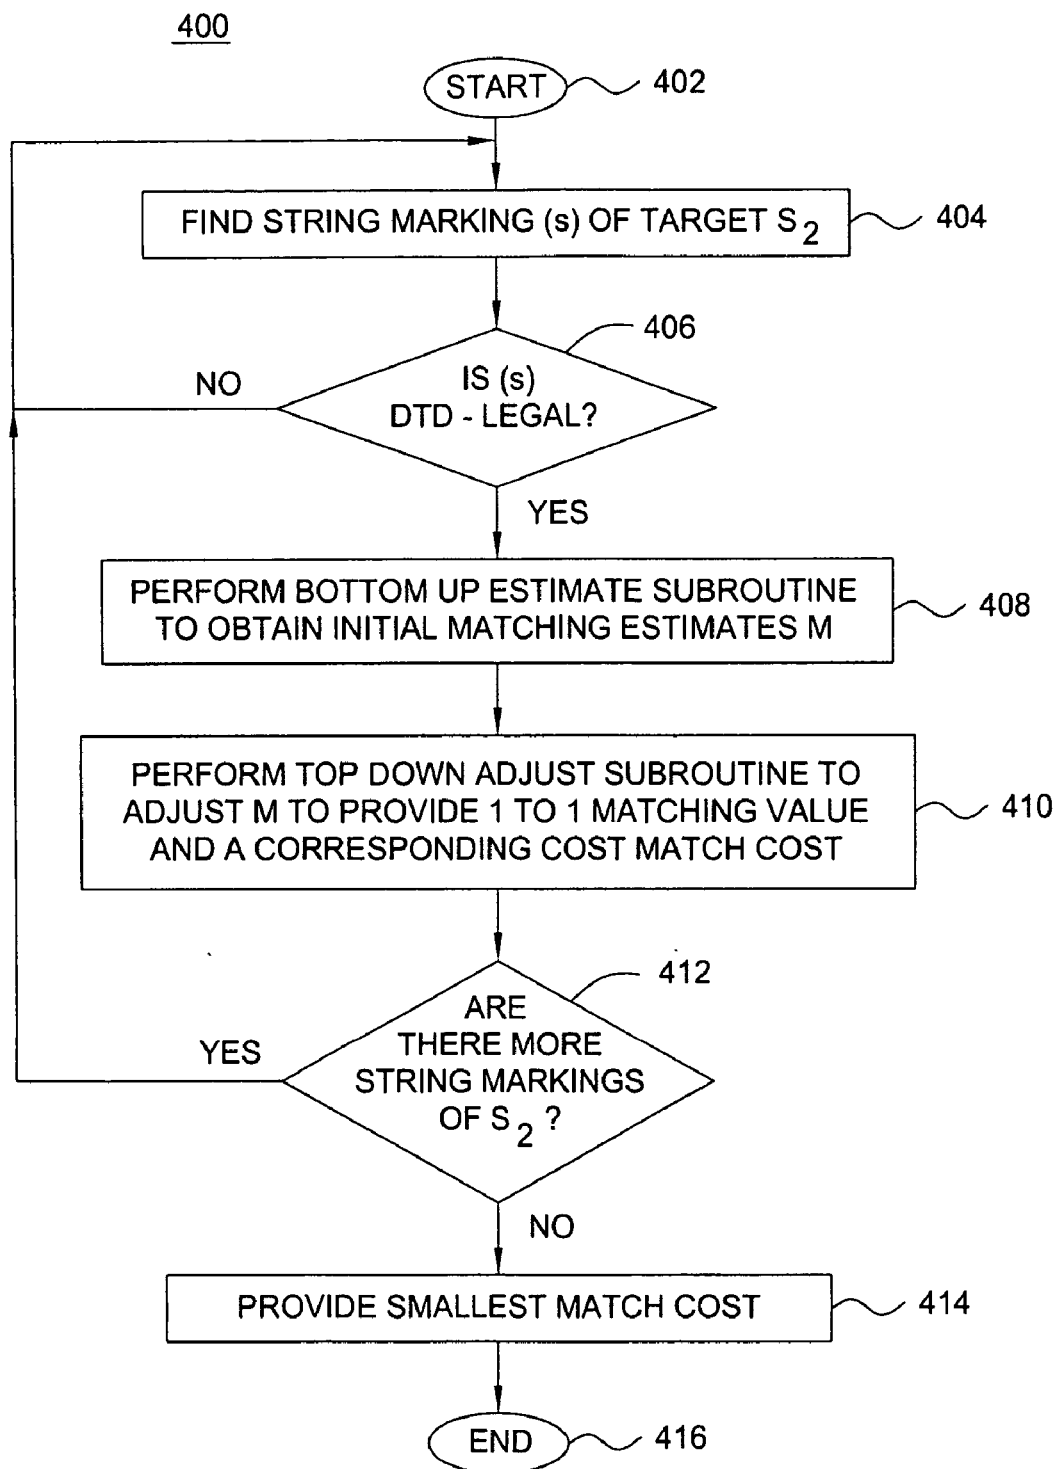 400
START
402
FIND STRING MARKING (s) OF TARGET S2
404
406
IS (s)
DTD - LEGAL?
NO
YES
PERFORM BOTTOM UP ESTIMATE SUBROUTINE
TO OBTAIN INITIAL MATCHING ESTIMATES M
408
PERFORM TOP DOWN ADJUST SUBROUTINE TO
ADJUST M TO PROVIDE 1 TO 1 MATCHING VALUE
AND A CORRESPONDING COST MATCH COST
410
412
ARE
THERE MORE
STRING MARKINGS
OF S2 ?
YES
NO
PROVIDE SMALLEST MATCH COST
414
END
416